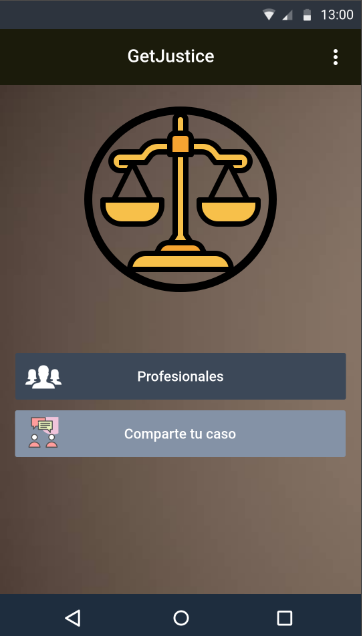 13:00
GetJustice
Profesionales
Comparte tu caso